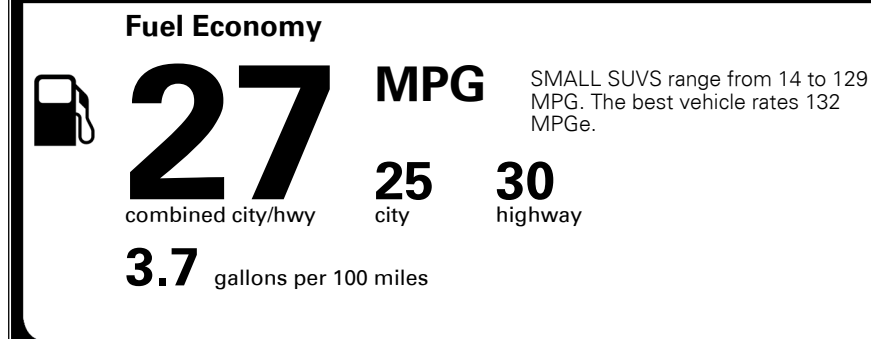 Fuel Economy
27 MPG
SMALL SUVS range from 14 to 129
MPG. The best vehicle rates 132
MPGe.
combined city/hwy
25
city
30
highway
3.7 gallons per 100 miles